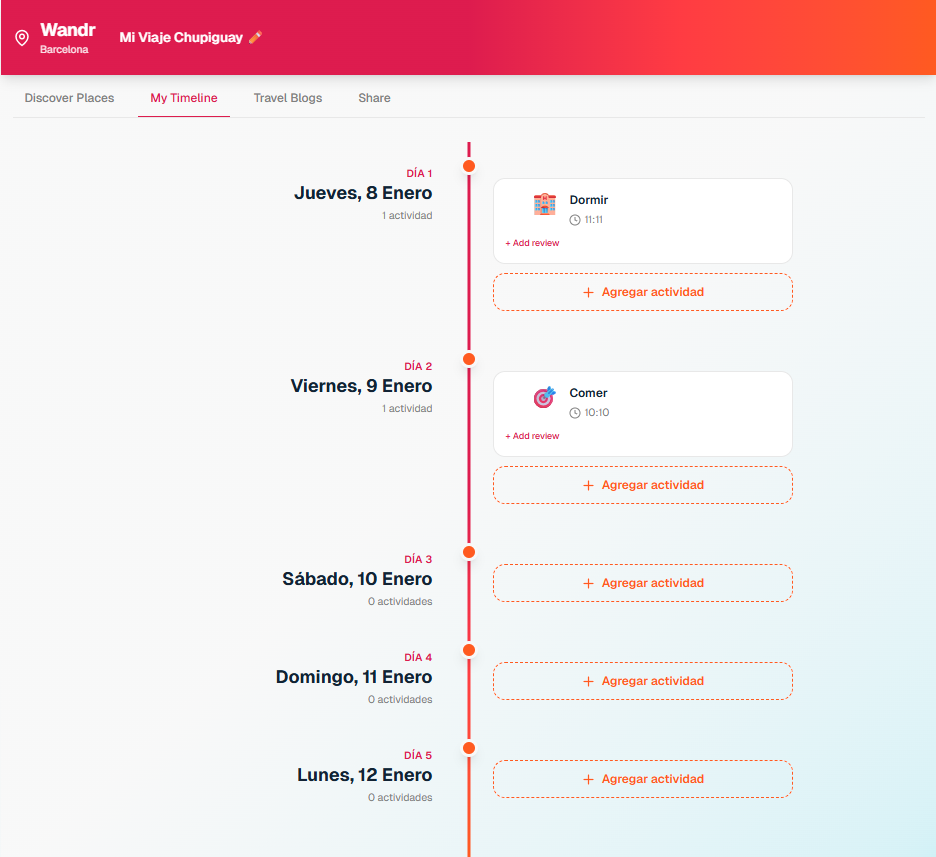 Wandr
Barcelona
Mi Viaje Chupiguay
Discover Places
My Timeline
Travel Blogs
Share
DÍA 1
Jueves, 8 Enero
1 actividad
Dormir
11:11
+ Add review
+ Agregar actividad
DÍA 2
Viernes, 9 Enero
1 actividad
Comer
10:10
+ Add review
+ Agregar actividad
DÍA 3
Sábado, 10 Enero
0 actividades
+ Agregar actividad
DÍA 4
Domingo, 11 Enero
0 actividades
+ Agregar actividad
DÍA 5
Lunes, 12 Enero
0 actividades
+ Agregar actividad